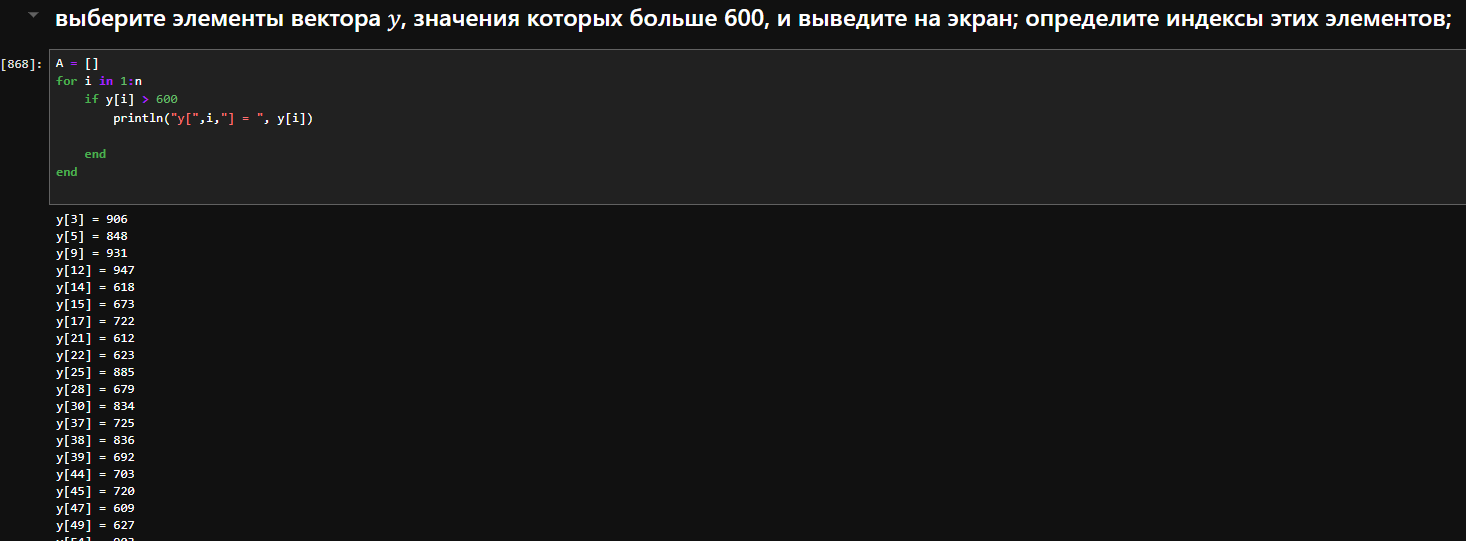 выберите элементы вектора y, значения которых больше 600, и выведите на экран; определите индексы этих элементов;
[868]:
A = []
for i in 1:n
    if y[i] > 600
        println("y[",i,"] = ", y[i])
    end
end
y[3] = 906
y[5] = 848
y[9] = 931
y[12] = 947
y[14] = 618
y[15] = 673
y[17] = 722
y[21] = 612
y[22] = 623
y[25] = 885
y[28] = 679
y[30] = 834
y[37] = 725
y[38] = 836
y[39] = 692
y[44] = 703
y[45] = 720
y[47] = 609
y[49] = 627